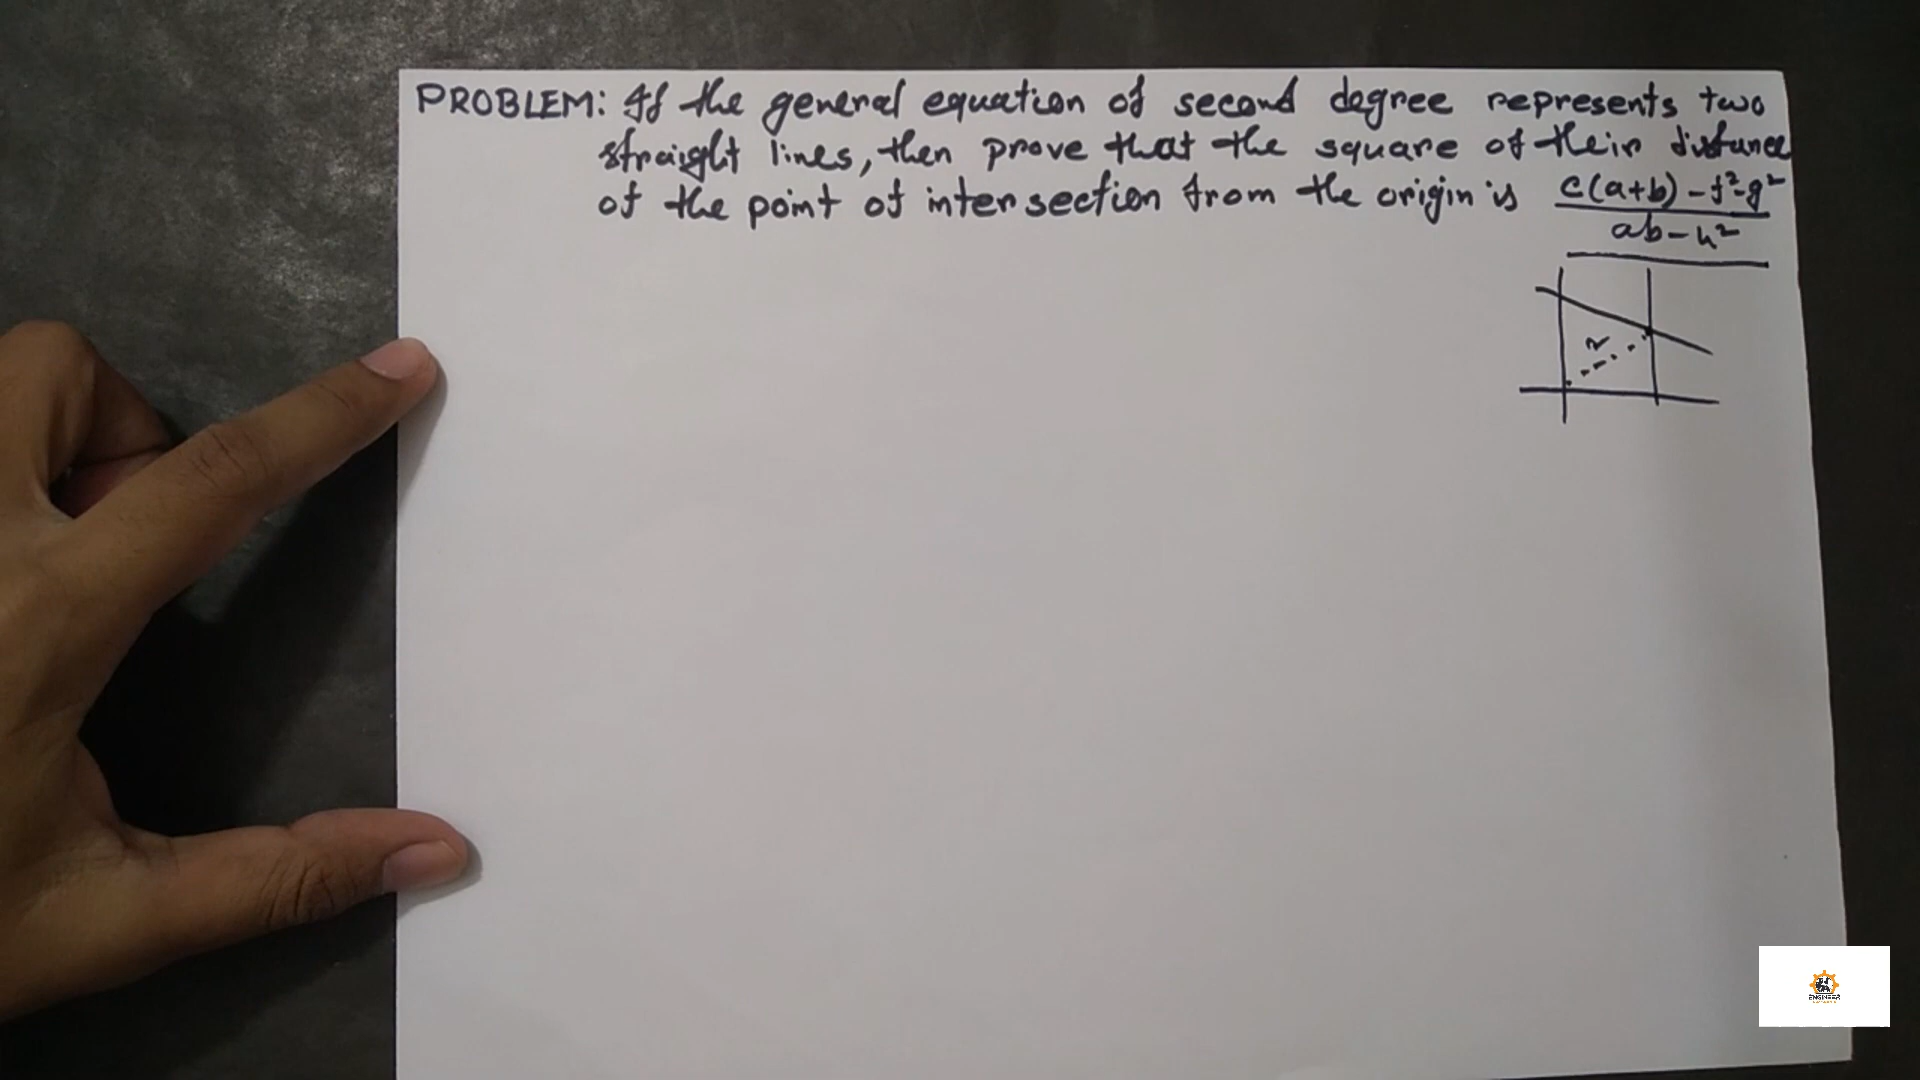 PROBLEM: If the general equation of second degree represents two
straight lines, then prove that the square of their distance
of the point of intersection from the origin is c(a+b) - f²-g² / ab-h²
r
ENGINEER